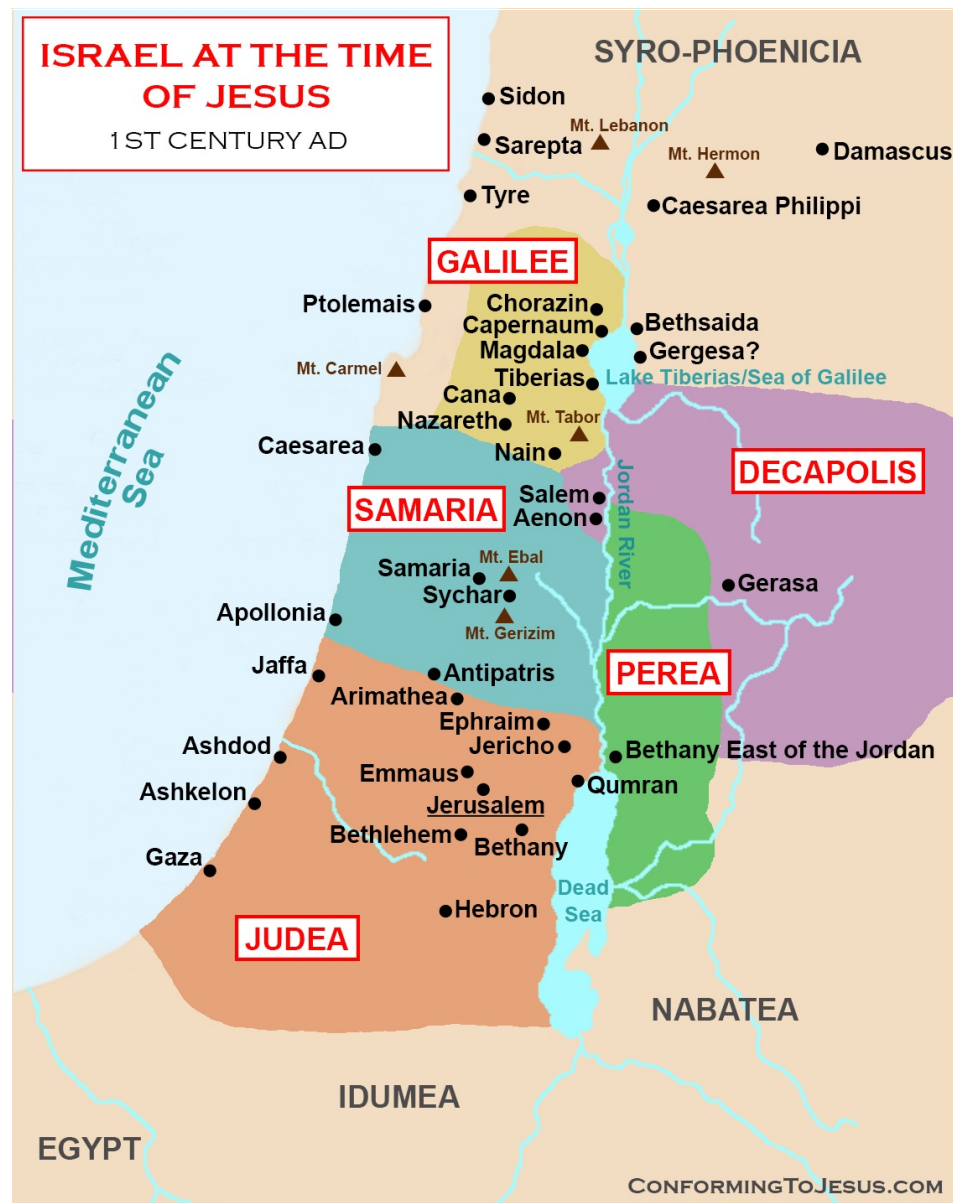 ISRAEL AT THE TIME
OF JESUS
1ST CENTURY AD
SYRO-PHOENICIA
Sidon
Mt. Lebanon
Sarepta
Mt. Hermon
Damascus
Tyre
Caesarea Philippi
GALILEE
Ptolemais
Chorazin
Capernaum
Bethsaida
Magdala
Gergesa?
Mt. Carmel
Tiberias
Lake Tiberias/Sea of Galilee
Cana
Nazareth
Mt. Tabor
Mediterranean
Sea
Caesarea
Nain
DECAPOLIS
Jordan River
SAMARIA
Salem
Aenon
Mt. Ebal
Samaria
Sychar
Gerasa
Apollonia
Mt. Gerizim
Jaffa
Antipatris
PEREA
Arimathea
Ephraim
Ashdod
Jericho
Bethany East of the Jordan
Emmaus
Qumran
Ashkelon
Jerusalem
Bethlehem
Bethany
Gaza
Dead
Sea
Hebron
JUDEA
NABATEA
IDUMEA
EGYPT
CONFORMINGTOJESUS.COM